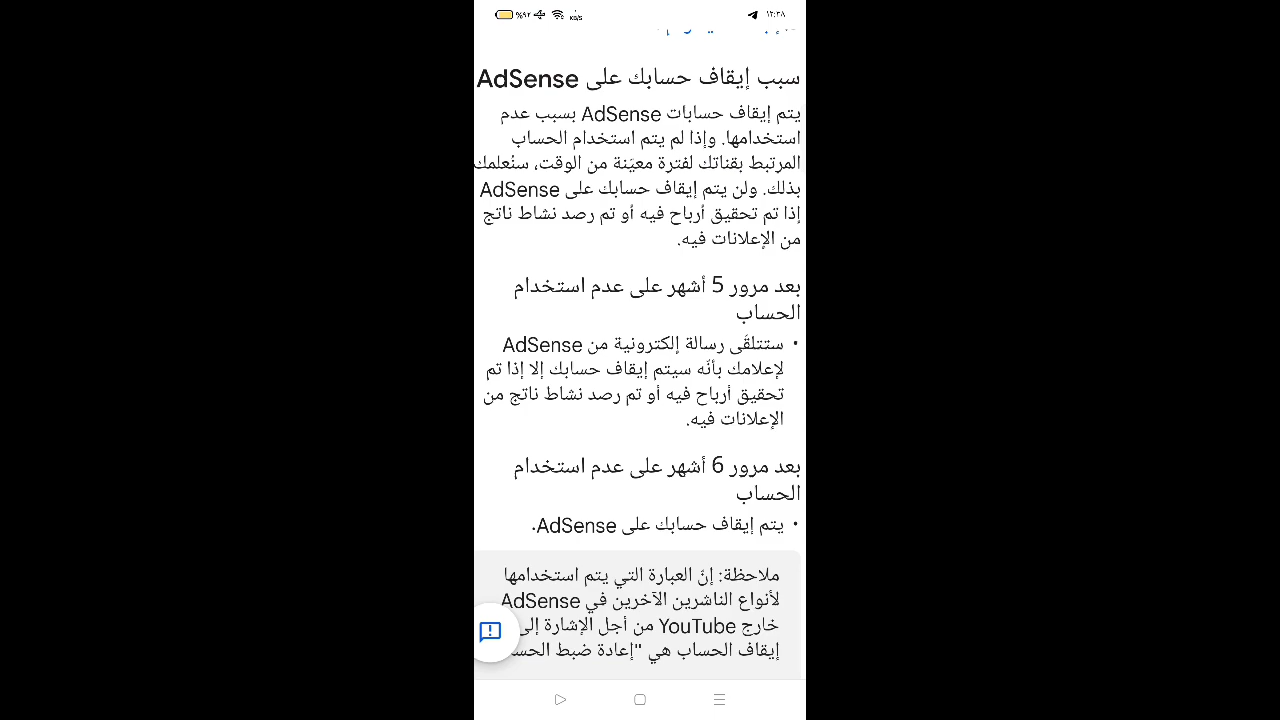 %٩٢ KB/S ١٢:٣٨
سبب إيقاف حسابك على AdSense
يتم إيقاف حسابات AdSense بسبب عدم
استخدامها. وإذا لم يتم استخدام الحساب
المرتبط بقناتك لفترة معيّنة من الوقت، سنُعلمك
بذلك. ولن يتم إيقاف حسابك على AdSense
إذا تم تحقيق أرباح فيه أو تم رصد نشاط ناتج
من الإعلانات فيه.
بعد مرور 5 أشهر على عدم استخدام
الحساب
• ستتلقّى رسالة إلكترونية من AdSense
لإعلامك بأنّه سيتم إيقاف حسابك إلا إذا تم
تحقيق أرباح فيه أو تم رصد نشاط ناتج من
الإعلانات فيه.
بعد مرور 6 أشهر على عدم استخدام
الحساب
• يتم إيقاف حسابك على AdSense.
ملاحظة: إنّ العبارة التي يتم استخدامها
لأنواع الناشرين الآخرين في AdSense
خارج YouTube من أجل الإشارة إلى
إيقاف الحساب هي "إعادة ضبط